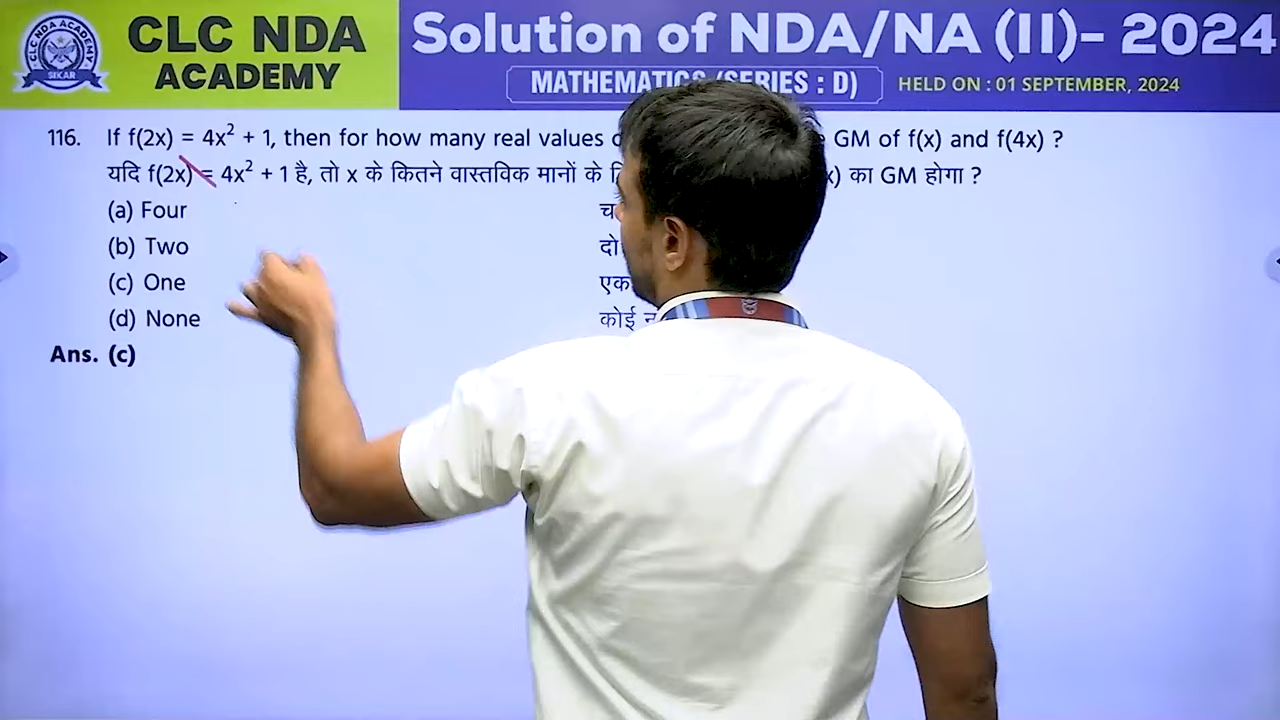 CLC NDA ACADEMY
SIKAR
CLC NDA
ACADEMY
Solution of NDA/NA (II)- 2024
MATHEMATICS (SERIES : D)
HELD ON : 01 SEPTEMBER, 2024
116. If f(2x) = 4x² + 1, then for how many real values GM of f(x) and f(4x) ?
यदि f(2x) = 4x² + 1 है, तो x के कितने वास्तविक मानों के का GM होगा ?
(a) Four
(b) Two दो
(c) One एक
(d) None कोई
Ans. (c)